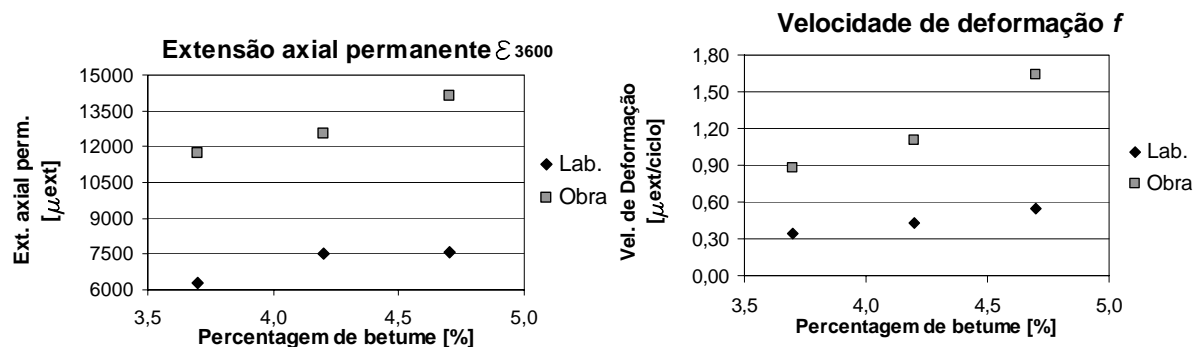 Extensão axial permanente ε 3600
15000
13500
12000
10500
9000
7500
6000
Ext. axial perm.
[μext]
3,5
4,0
4,5
5,0
Percentagem de betume [%]
Lab.
Obra
Velocidade de deformação f
1,80
1,50
1,20
0,90
0,60
0,30
0,00
Vel. de Deformação
[μext/ciclo]
3,5
4,0
4,5
5,0
Percentagem de betume [%]
Lab.
Obra